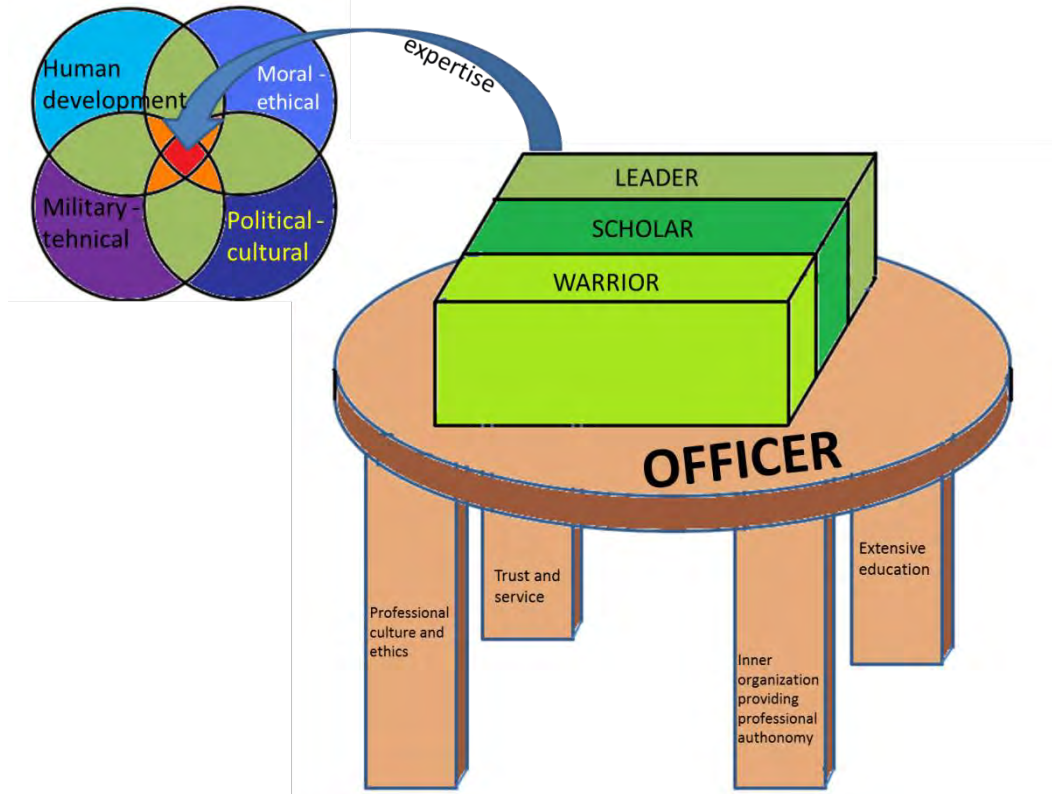 Human
development
Moral -
ethical
Military -
tehnical
Political -
cultural
expertise
LEADER
SCHOLAR
WARRIOR
OFFICER
Professional
culture and
ethics
Trust and
service
Inner
organization
providing
professional
authonomy
Extensive
education